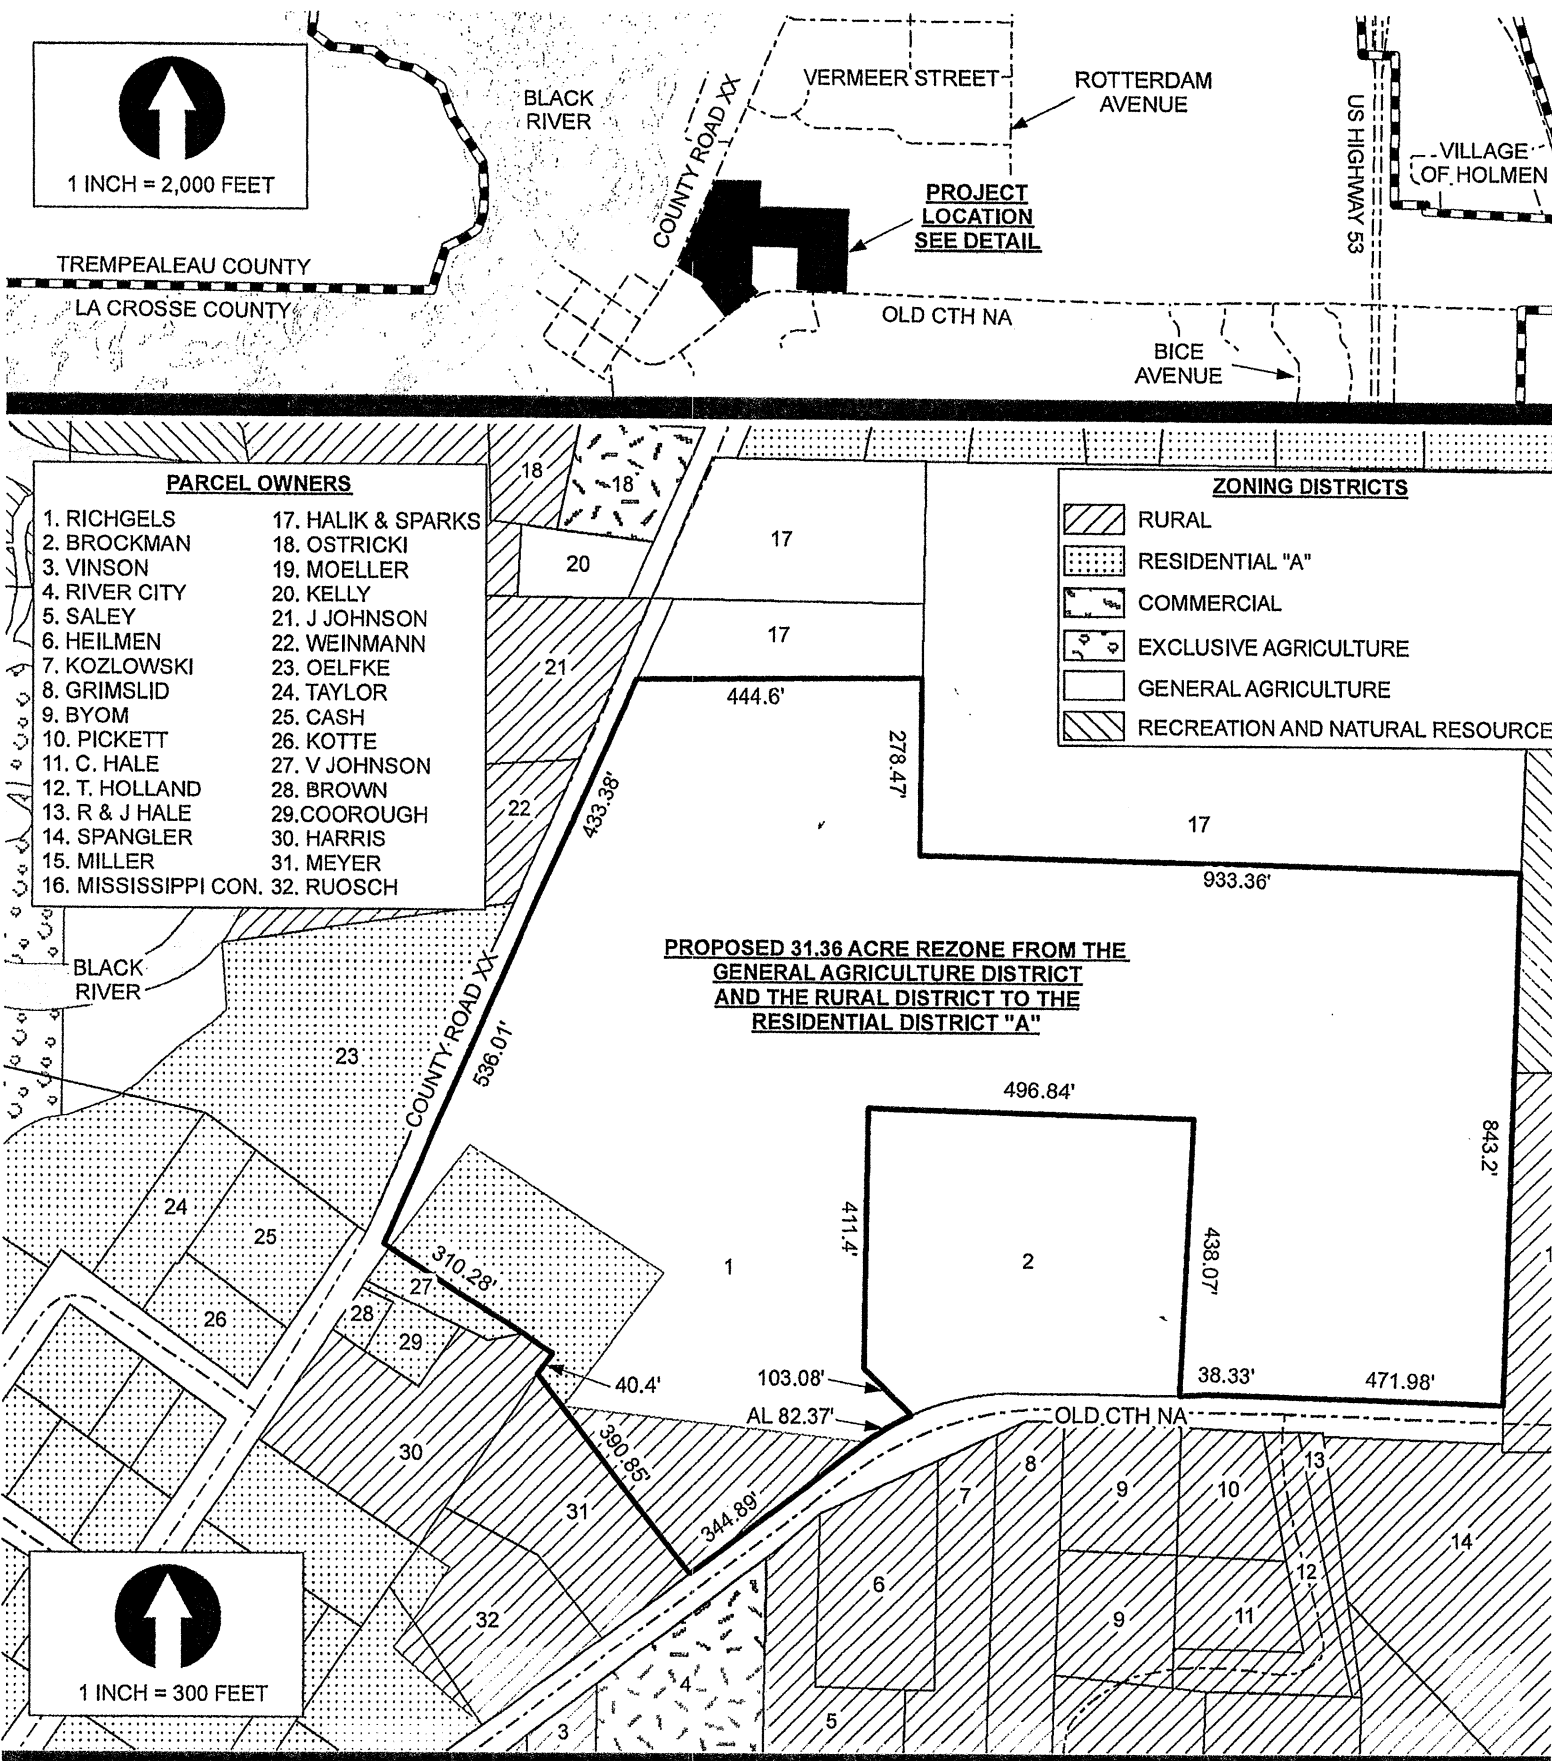 1 INCH = 2,000 FEET
BLACK
RIVER
COUNTY ROAD XX
VERMEER STREET
ROTTERDAM
AVENUE
US HIGHWAY 53
VILLAGE
OF HOLMEN
PROJECT
LOCATION
SEE DETAIL
TREMPEALEAU COUNTY
LA CROSSE COUNTY
OLD CTH NA
BICE
AVENUE
PARCEL OWNERS
1. RICHGELS
2. BROCKMAN
3. VINSON
4. RIVER CITY
5. SALEY
6. HEILMEN
7. KOZLOWSKI
8. GRIMSLID
9. BYOM
10. PICKETT
11. C. HALE
12. T. HOLLAND
13. R & J HALE
14. SPANGLER
15. MILLER
16. MISSISSIPPI CON.
17. HALIK & SPARKS
18. OSTRICKI
19. MOELLER
20. KELLY
21. J JOHNSON
22. WEINMANN
23. OELFKE
24. TAYLOR
25. CASH
26. KOTTE
27. V JOHNSON
28. BROWN
29.COOROUGH
30. HARRIS
31. MEYER
32. RUOSCH
ZONING DISTRICTS
RURAL
RESIDENTIAL "A"
COMMERCIAL
EXCLUSIVE AGRICULTURE
GENERAL AGRICULTURE
RECREATION AND NATURAL RESOURCE
18
18
20
17
17
21
22
17
444.6'
278.47'
433.38'
933.36'
PROPOSED 31.36 ACRE REZONE FROM THE
GENERAL AGRICULTURE DISTRICT
AND THE RURAL DISTRICT TO THE
RESIDENTIAL DISTRICT "A"
BLACK
RIVER
COUNTY ROAD XX
536.01'
23
496.84'
843.2'
24
25
26
411.4'
438.07'
1
2
310.28'
27
28
29
40.4'
103.08'
AL 82.37'
38.33'
471.98'
OLD CTH NA
390.85'
344.89'
30
31
32
8
7
9
10
13
14
6
9
11
12
4
5
3
1 INCH = 300 FEET